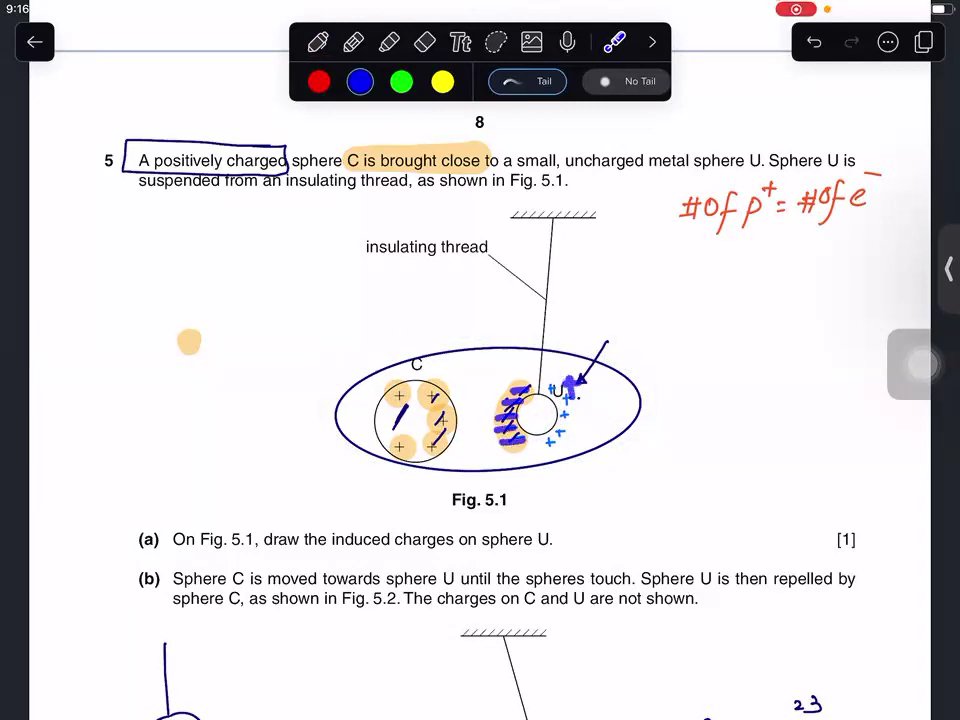 9:16
Tt
Tail
No Tail
8
5 A positively charged sphere C is brought close to a small, uncharged metal sphere U. Sphere U is
suspended from an insulating thread, as shown in Fig. 5.1.
#of p+ = #of e−
insulating thread
C
U
+ +
+
+ +
+ + + + +
Fig. 5.1
(a) On Fig. 5.1, draw the induced charges on sphere U. [1]
(b) Sphere C is moved towards sphere U until the spheres touch. Sphere U is then repelled by
sphere C, as shown in Fig. 5.2. The charges on C and U are not shown.
23